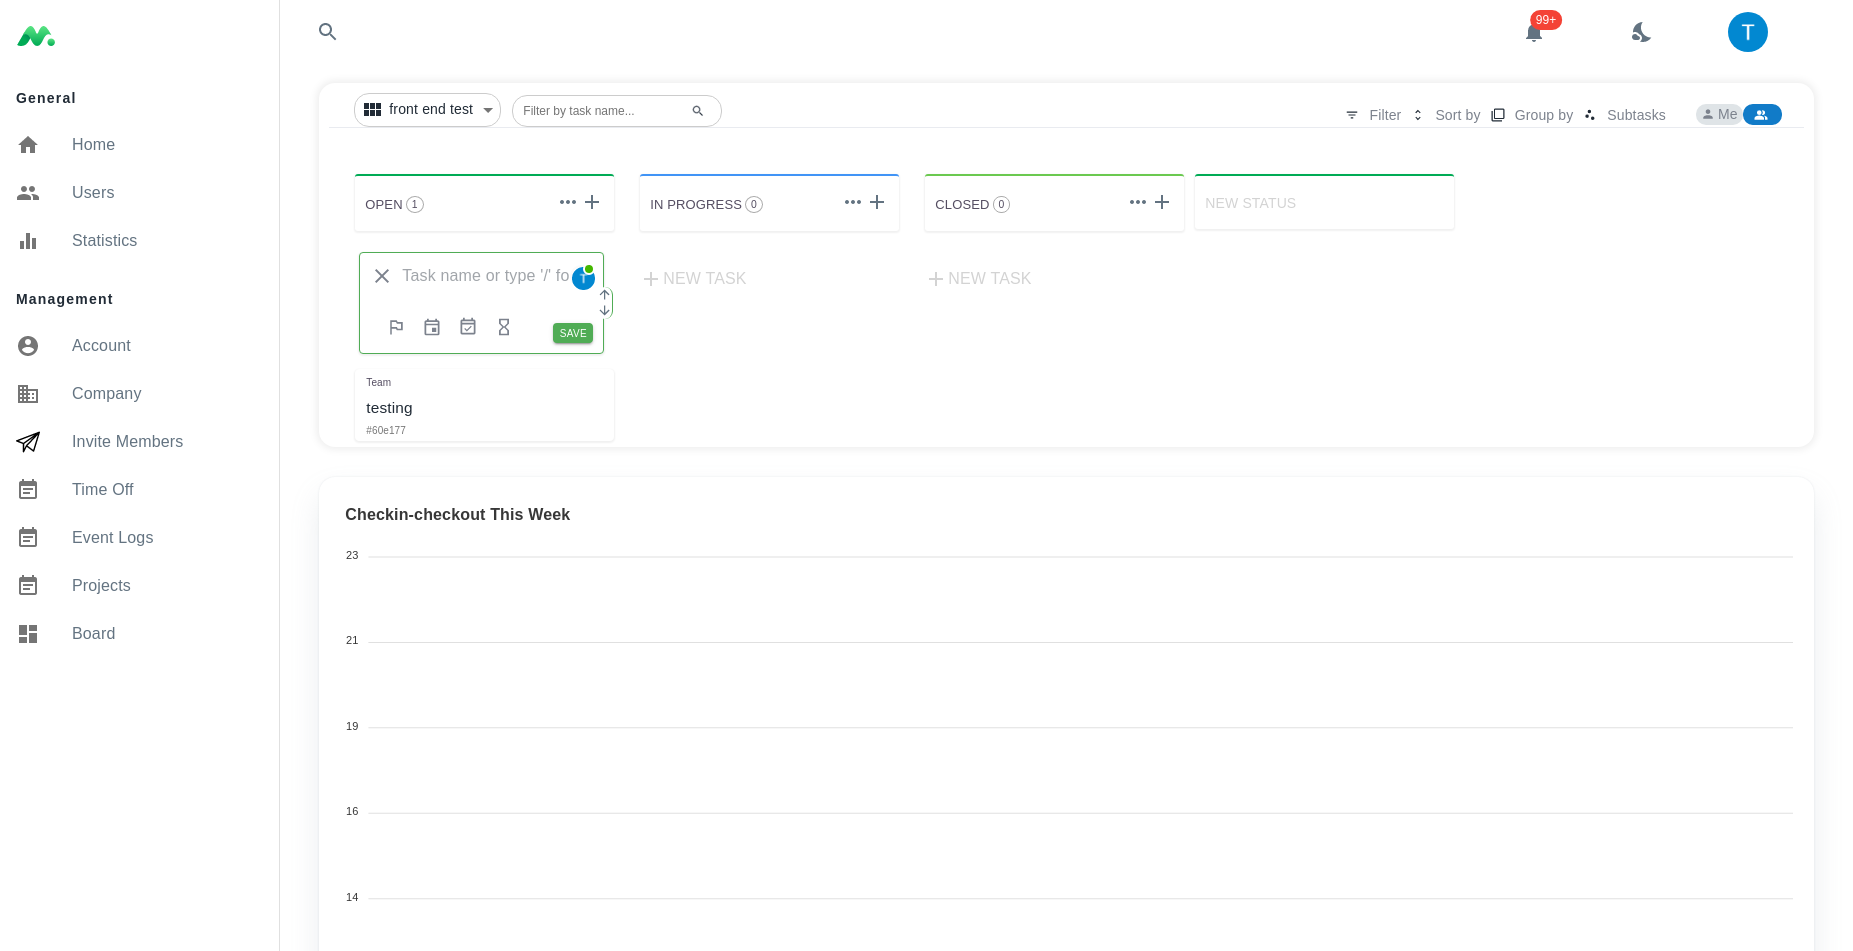 General
Home
Users
Statistics
Management
Account
Company
Invite Members
Time Off
Event Logs
Projects
Board
99+
T
front end test
Filter by task name...
Filter
Sort by
Group by
Subtasks
Me
OPEN 1
IN PROGRESS 0
CLOSED 0
NEW STATUS
Task name or type '/' fo
T
SAVE
NEW TASK
NEW TASK
Team
testing
#60e177
Checkin-checkout This Week
23
21
19
16
14